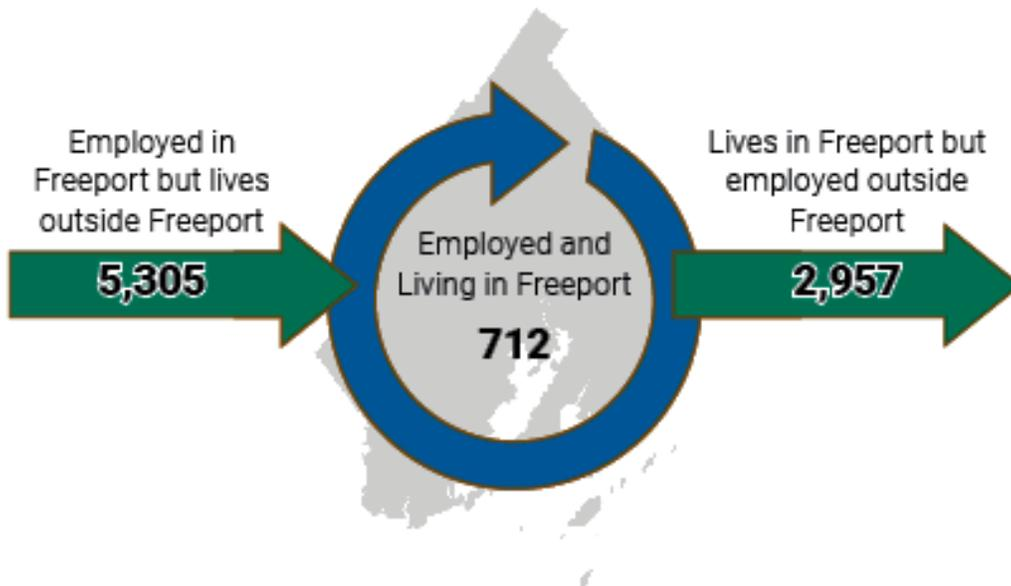 Employed in
Freeport but lives
outside Freeport
5,305
Employed and
Living in Freeport
712
Lives in Freeport but
employed outside
Freeport
2,957